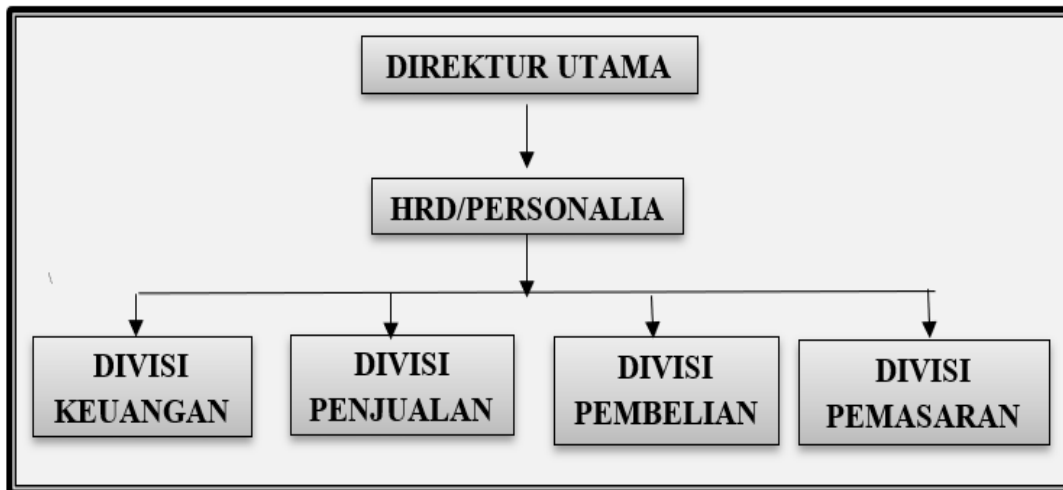 DIREKTUR UTAMA
HRD/PERSONALIA
DIVISI
KEUANGAN
DIVISI
PENJUALAN
DIVISI
PEMBELIAN
DIVISI
PEMASARAN